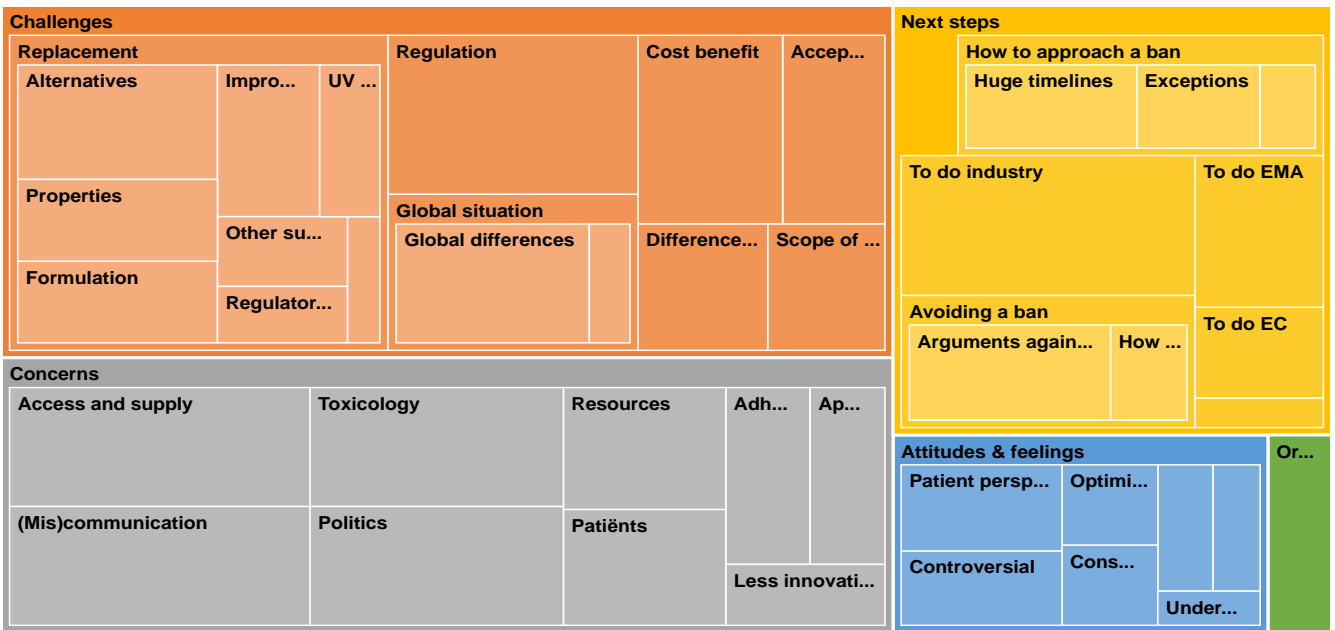 Challenges
Replacement
Alternatives
Impro...
UV ...
Properties
Other su...
Formulation
Regulator...
Regulation
Global situation
Global differences
Cost benefit
Accep...
Difference...
Scope of ...
Concerns
Access and supply
Toxicology
Resources
Adh...
Ap...
(Mis)communication
Politics
Patiënts
Less innovati...
Next steps
How to approach a ban
Huge timelines
Exceptions
To do industry
To do EMA
Avoiding a ban
Arguments again...
How ...
To do EC
Attitudes & feelings
Patient persp...
Optimi...
Controversial
Cons...
Under...
Or...